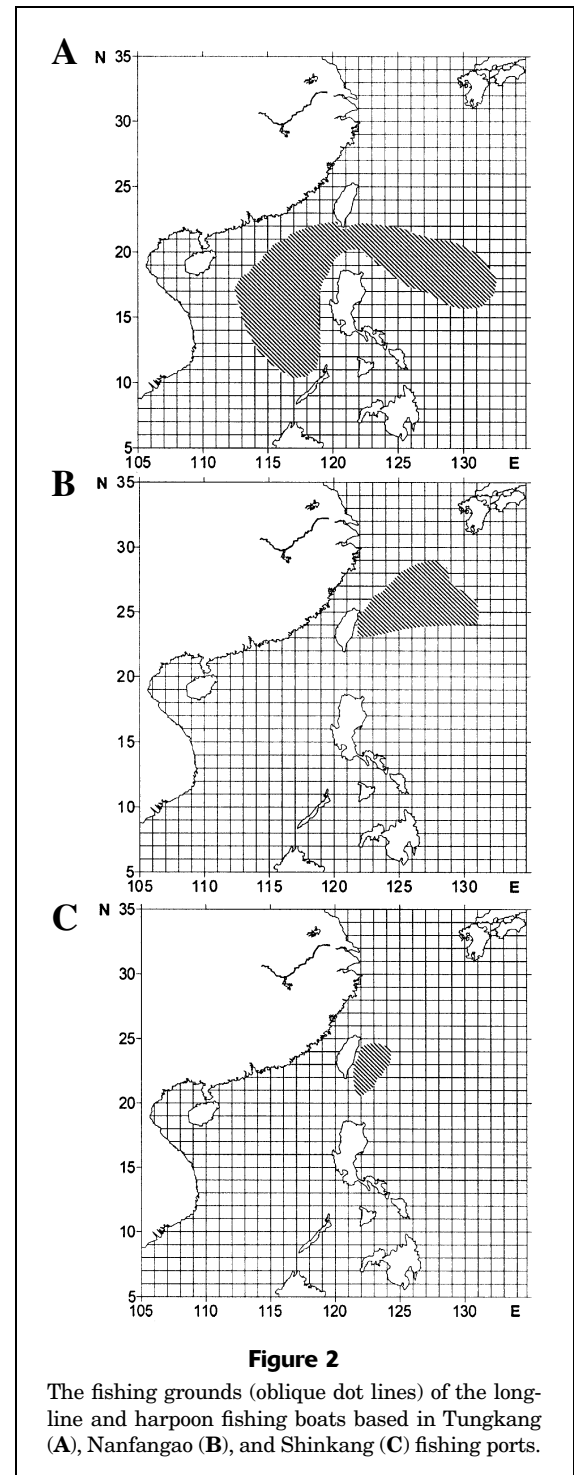 A
N 35
30
25
20
15
10
5
105 110 115 120 125 130 E
B
N 35
30
25
20
15
10
5
105 110 115 120 125 130 E
C
N 35
30
25
20
15
10
5
105 110 115 120 125 130 E
Figure 2
The fishing grounds (oblique dot lines) of the long-
line and harpoon fishing boats based in Tungkang
(A), Nanfangao (B), and Shinkang (C) fishing ports.